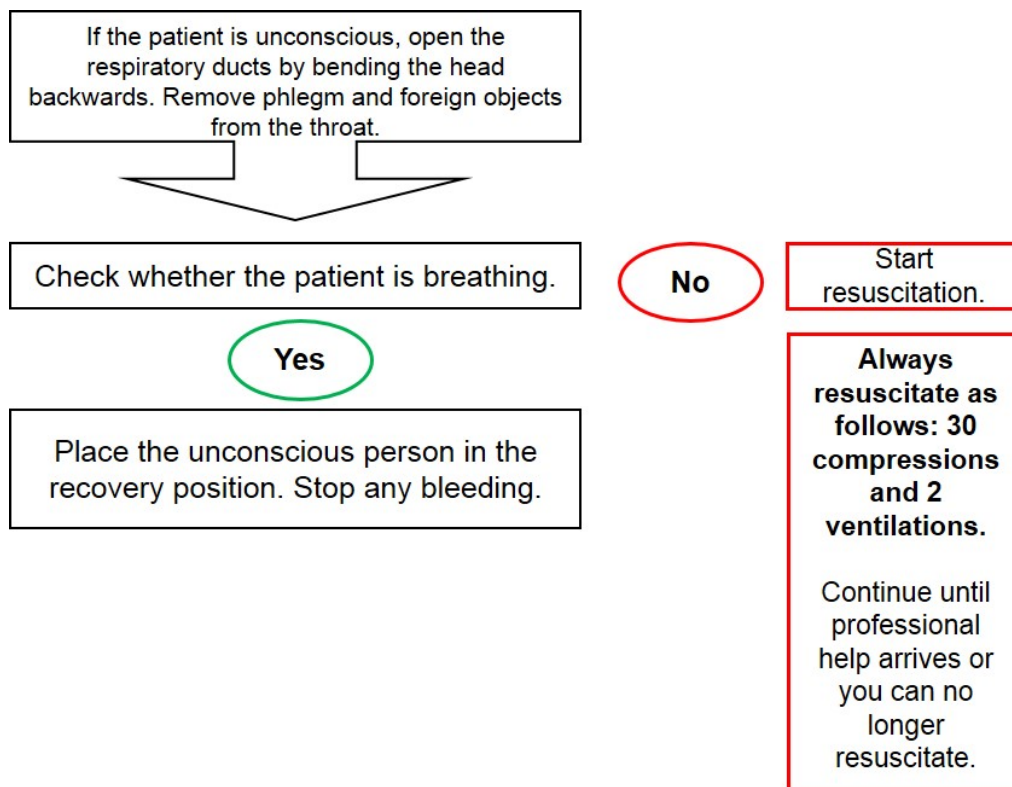 If the patient is unconscious, open the
respiratory ducts by bending the head
backwards. Remove phlegm and foreign objects
from the throat.
Check whether the patient is breathing.
No
Start
resuscitation.
Yes
Place the unconscious person in the
recovery position. Stop any bleeding.
Always
resuscitate as
follows: 30
compressions
and 2
ventilations.
Continue until
professional
help arrives or
you can no
longer
resuscitate.